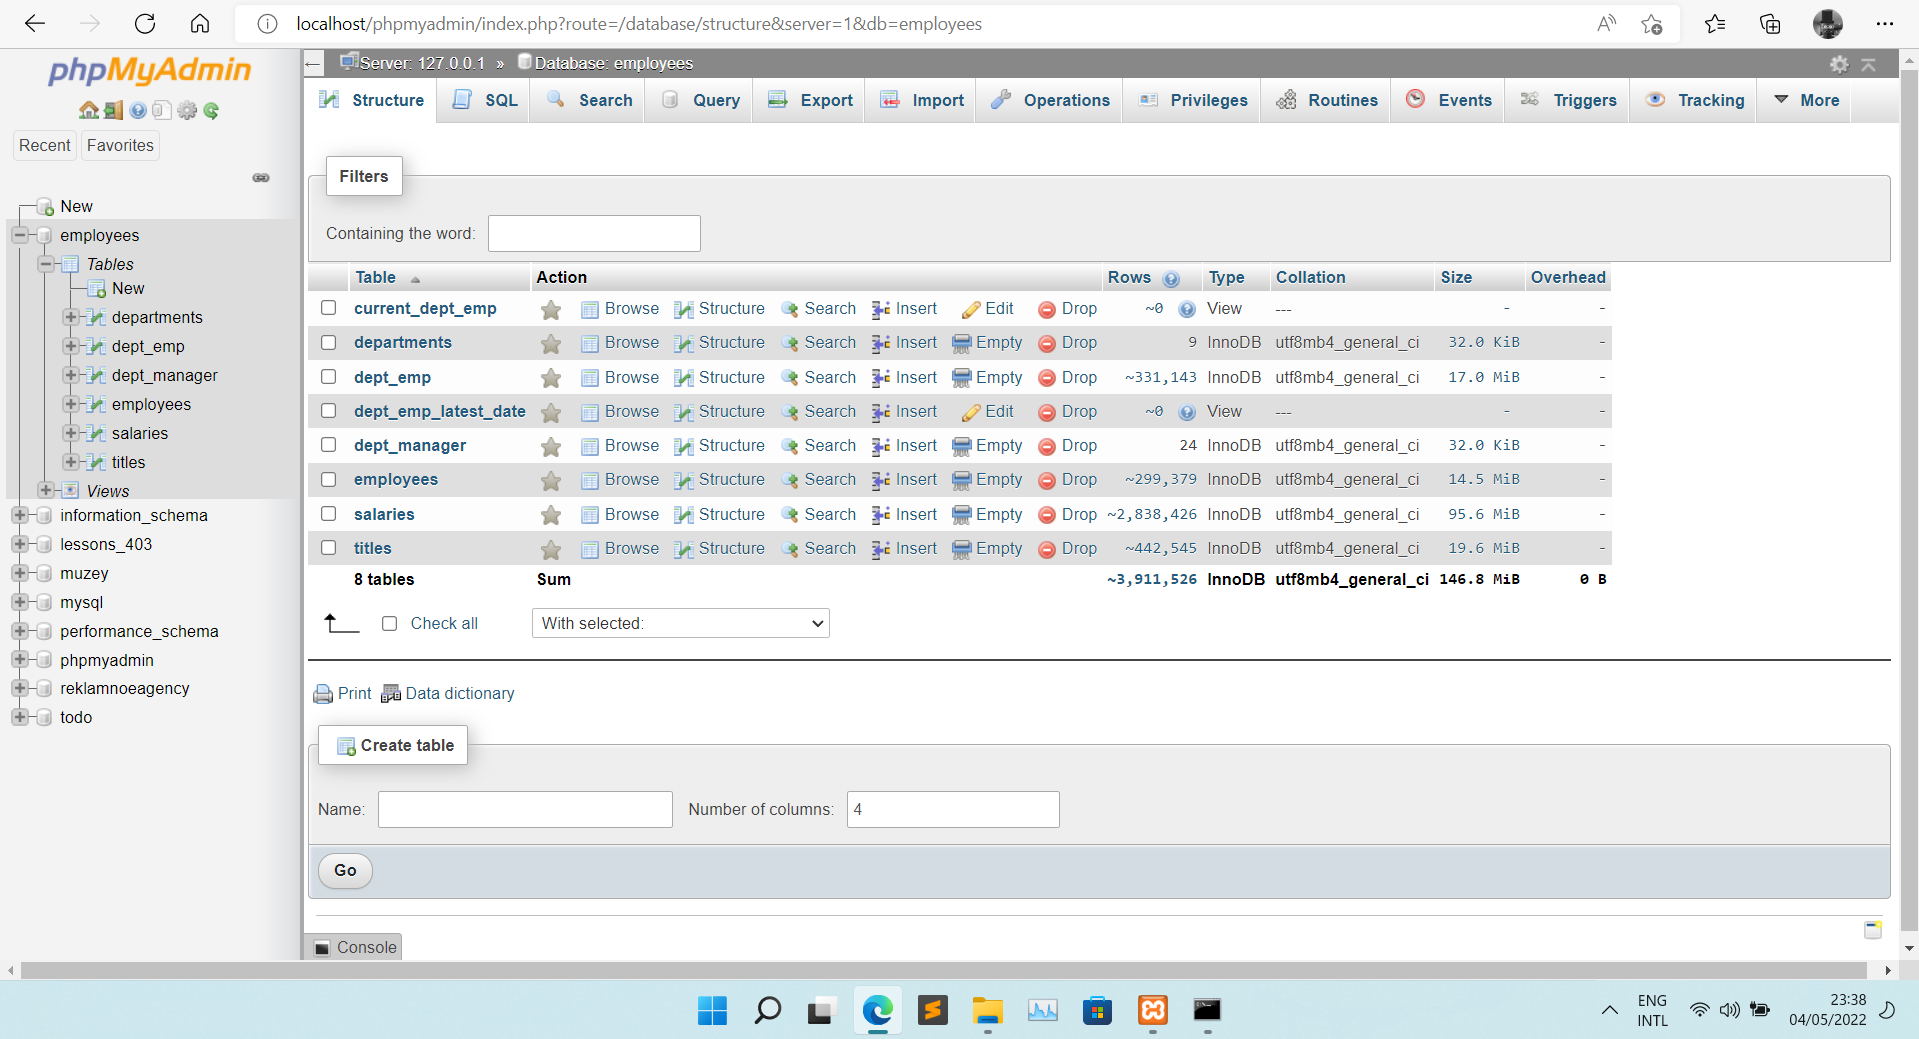 localhost/phpmyadmin/index.php?route=/database/structure&server=1&db=employees
phpMyAdmin
Recent Favorites
New
employees
Tables
New
departments
dept_emp
dept_manager
employees
salaries
titles
Views
information_schema
lessons_403
muzey
mysql
performance_schema
phpmyadmin
reklamnoeagency
todo
Server: 127.0.0.1 » Database: employees
Structure SQL Search Query Export Import Operations Privileges Routines Events Triggers Tracking More
Filters
Containing the word:
Table Action Rows Type Collation Size Overhead
current_dept_emp Browse Structure Search Insert Edit Drop ~0 View --- - -
departments Browse Structure Search Insert Empty Drop 9 InnoDB utf8mb4_general_ci 32.0 KiB -
dept_emp Browse Structure Search Insert Empty Drop ~331,143 InnoDB utf8mb4_general_ci 17.0 MiB -
dept_emp_latest_date Browse Structure Search Insert Edit Drop ~0 View --- - -
dept_manager Browse Structure Search Insert Empty Drop 24 InnoDB utf8mb4_general_ci 32.0 KiB -
employees Browse Structure Search Insert Empty Drop ~299,379 InnoDB utf8mb4_general_ci 14.5 MiB -
salaries Browse Structure Search Insert Empty Drop ~2,838,426 InnoDB utf8mb4_general_ci 95.6 MiB -
titles Browse Structure Search Insert Empty Drop ~442,545 InnoDB utf8mb4_general_ci 19.6 MiB -
8 tables Sum ~3,911,526 InnoDB utf8mb4_general_ci 146.8 MiB 0 B
Check all With selected:
Print Data dictionary
Create table
Name: Number of columns: 4
Go
Console
ENG
INTL
23:38
04/05/2022